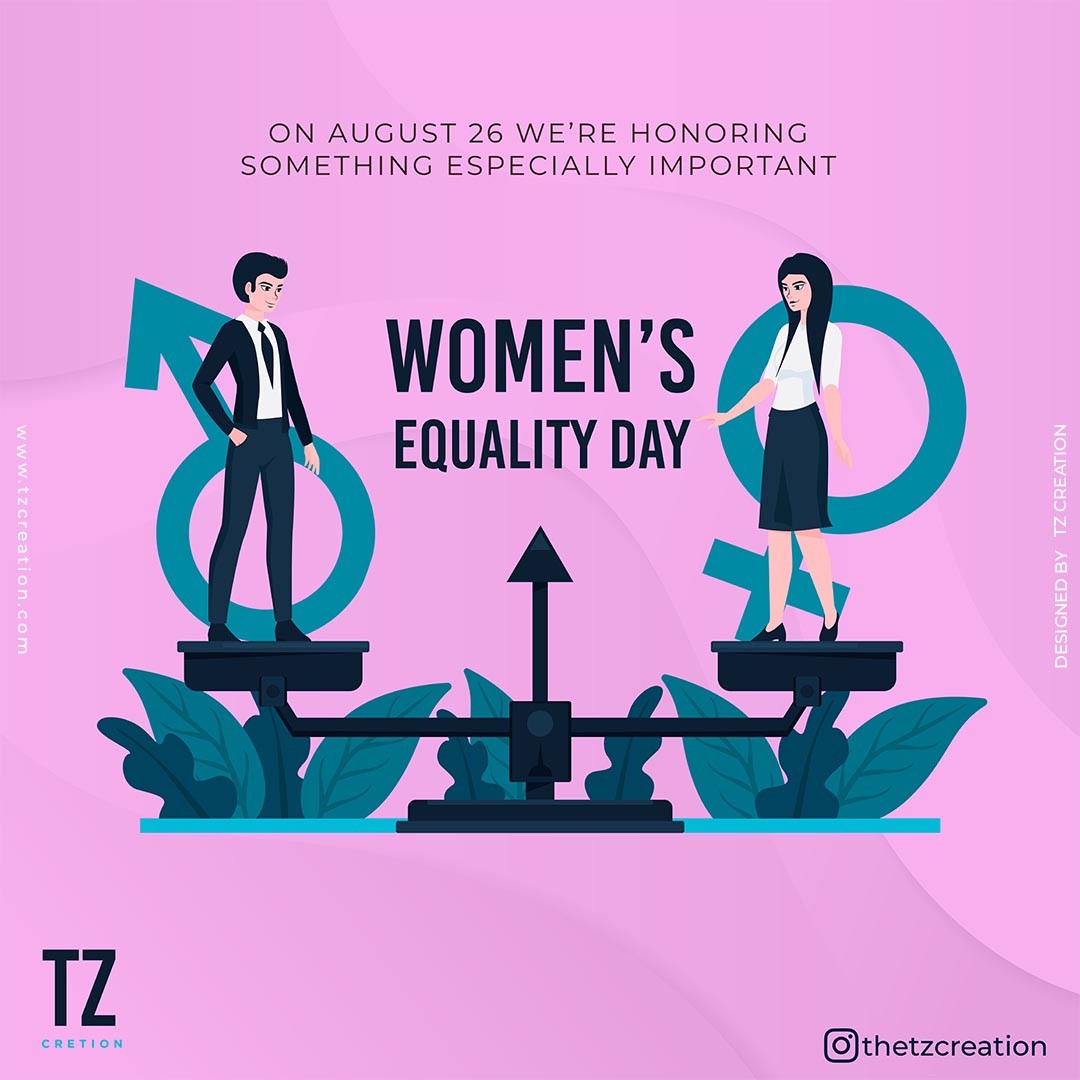 ON AUGUST 26 WE’RE HONORING
SOMETHING ESPECIALLY IMPORTANT
WOMEN’S
EQUALITY DAY
www.tzcreation.com
DESIGNED BY TZ CREATION
TZ
CRETION
thetzcreation